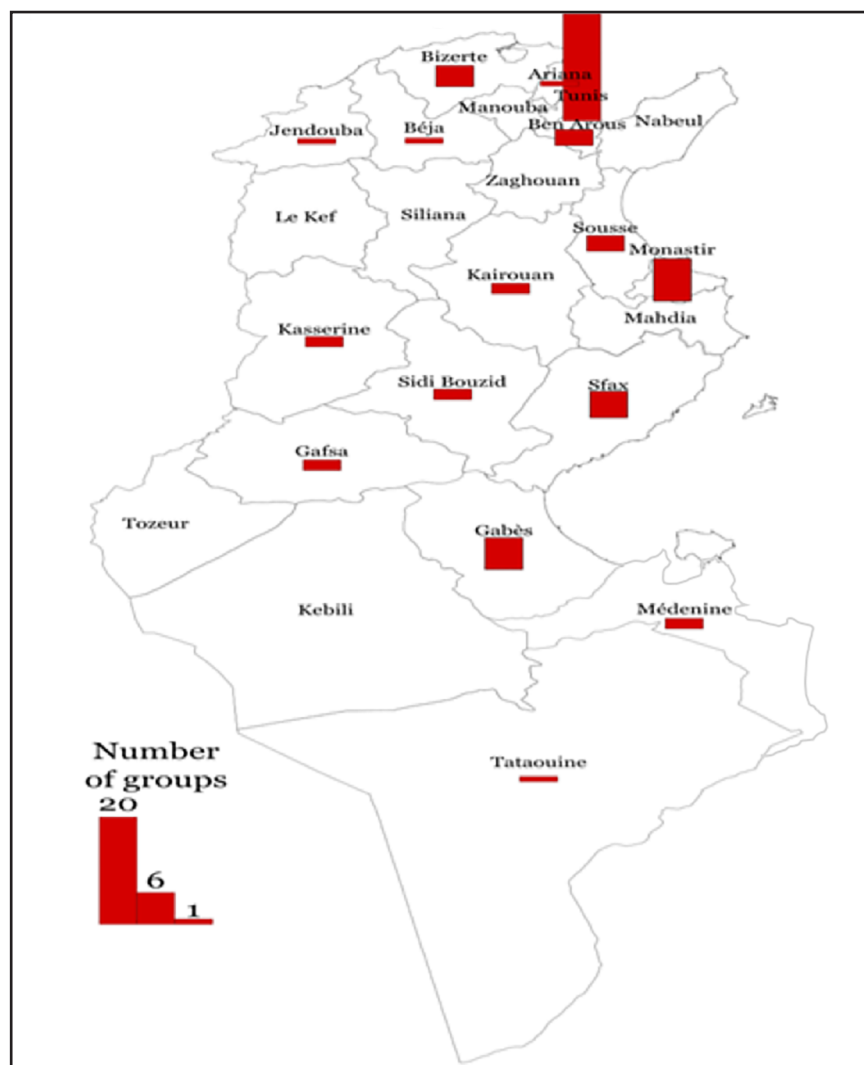 Bizerte
Ariana
Tunis
Manouba
Ben Arous
Nabeul
Jendouba
Béja
Zaghouan
Le Kef
Siliana
Sousse
Monastir
Kairouan
Mahdia
Kasserine
Sidi Bouzid
Sfax
Gafsa
Tozeur
Gabès
Kebili
Médenine
Tataouine
Number
of groups
20
6
1